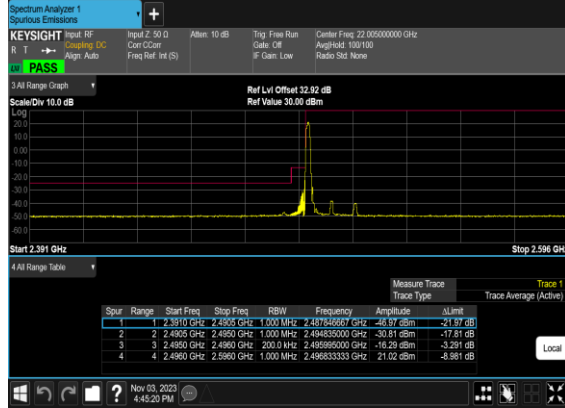 Spectrum Analyzer 1
Spurious Emissions
+
KEYSIGHT Input: RF Input Z: 50 Ω Atten: 10 dB Trig: Free Run Center Freq: 22.005000000 GHz
R T Coupling: DC Corr CCorr Gate: Off Avg|Hold: 100/100
Align: Auto Freq Ref: Int (S) IF Gain: Low Radio Std: None
PASS
3 All Range Graph
Ref Lvl Offset 32.92 dB
Scale/Div 10.0 dB Ref Value 30.00 dBm
Log
20.0
10.0
0.00
-10.0
-20.0
-30.0
-40.0
-50.0
-60.0
Start 2.391 GHz Stop 2.596 GH
4 All Range Table
Measure Trace Trace 1
Trace Type Trace Average (Active)
Spur Range Start Freq Stop Freq RBW Frequency Amplitude ΔLimit
1 1 2.3910 GHz 2.4905 GHz 1.000 MHz 2.487846667 GHz -46.97 dBm -21.97 dB
2 2 2.4905 GHz 2.4950 GHz 1.000 MHz 2.494835000 GHz -30.81 dBm -17.81 dB
3 3 2.4950 GHz 2.4960 GHz 200.0 kHz 2.495995000 GHz -16.29 dBm -3.291 dB
4 4 2.4960 GHz 2.5960 GHz 1.000 MHz 2.496833333 GHz 21.02 dBm -8.981 dB
Local
? Nov 03, 2023
4:45:20 PM